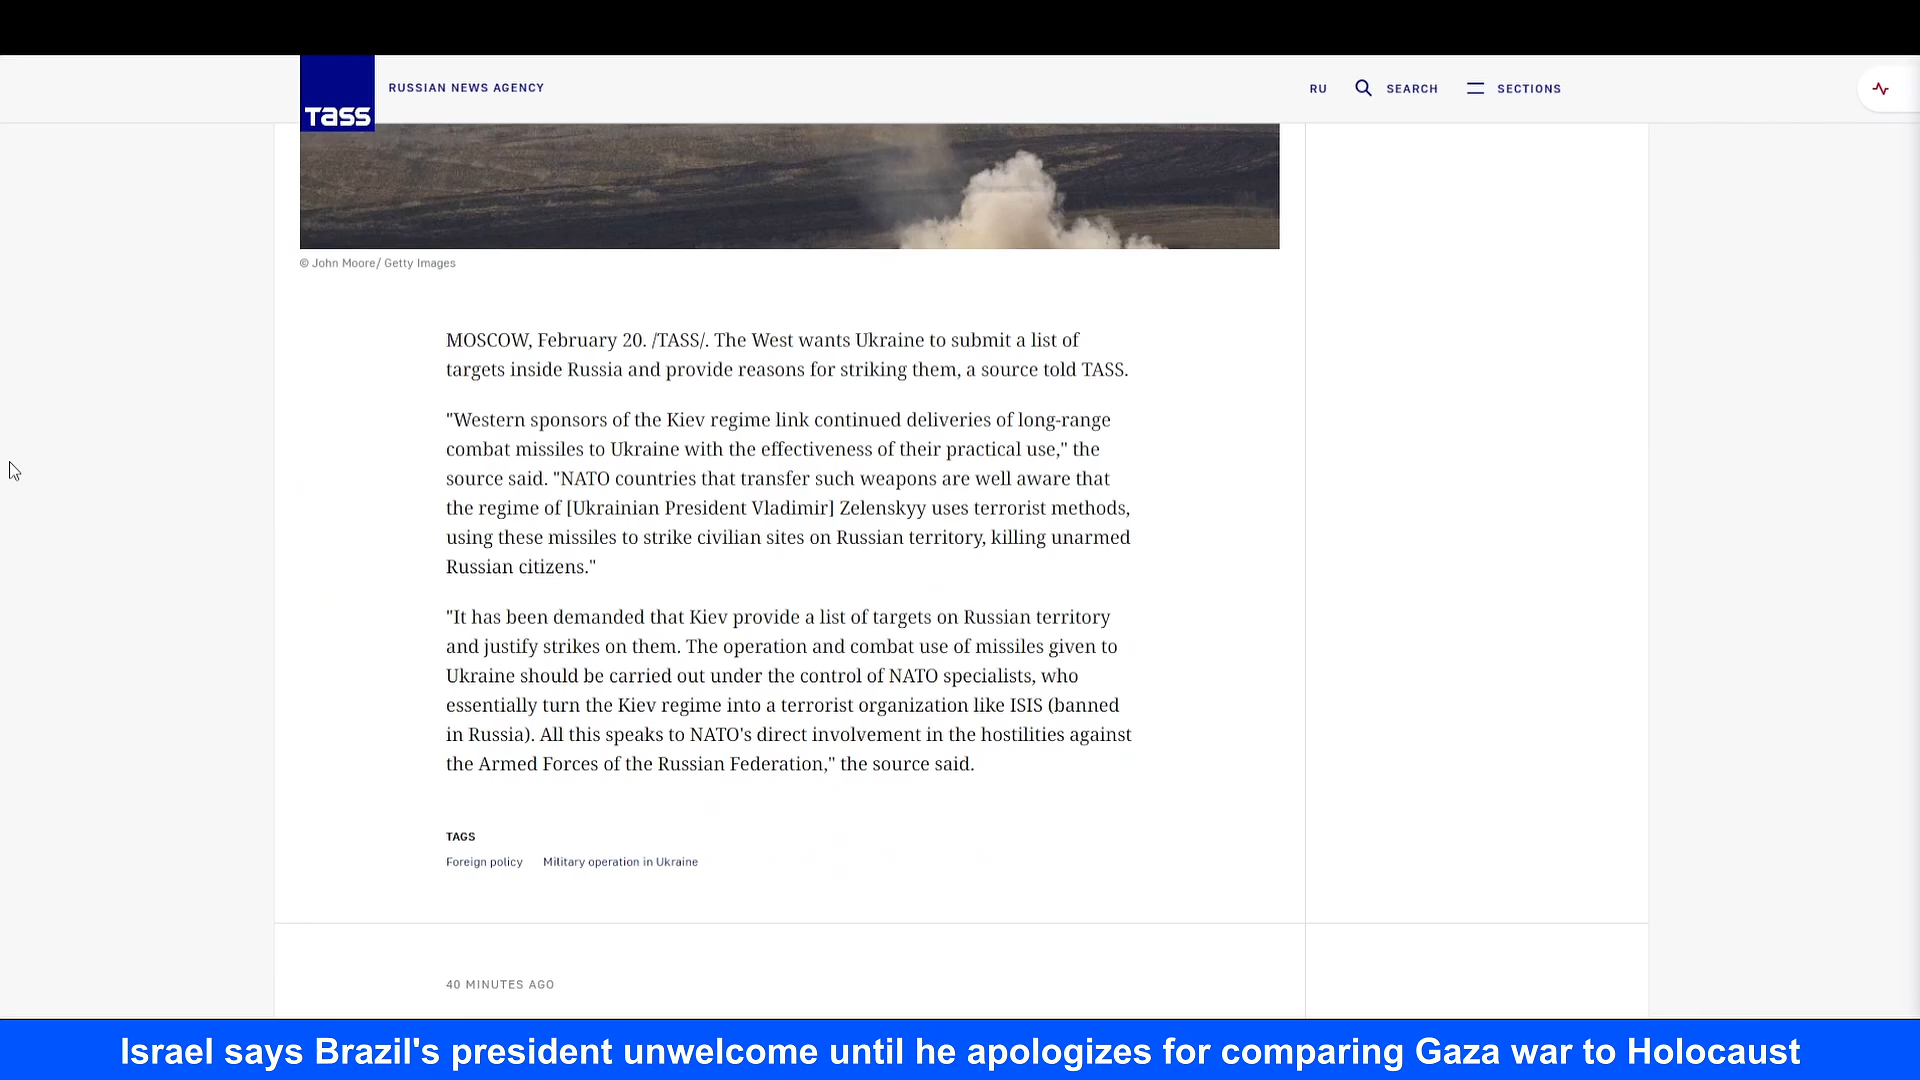 TASS
RUSSIAN NEWS AGENCY
RU
SEARCH
SECTIONS
© John Moore/ Getty Images
MOSCOW, February 20. /TASS/. The West wants Ukraine to submit a list of
targets inside Russia and provide reasons for striking them, a source told TASS.
"Western sponsors of the Kiev regime link continued deliveries of long-range
combat missiles to Ukraine with the effectiveness of their practical use," the
source said. "NATO countries that transfer such weapons are well aware that
the regime of [Ukrainian President Vladimir] Zelenskyy uses terrorist methods,
using these missiles to strike civilian sites on Russian territory, killing unarmed
Russian citizens."
"It has been demanded that Kiev provide a list of targets on Russian territory
and justify strikes on them. The operation and combat use of missiles given to
Ukraine should be carried out under the control of NATO specialists, who
essentially turn the Kiev regime into a terrorist organization like ISIS (banned
in Russia). All this speaks to NATO's direct involvement in the hostilities against
the Armed Forces of the Russian Federation," the source said.
TAGS
Foreign policy Military operation in Ukraine
40 MINUTES AGO
Israel says Brazil's president unwelcome until he apologizes for comparing Gaza war to Holocaust